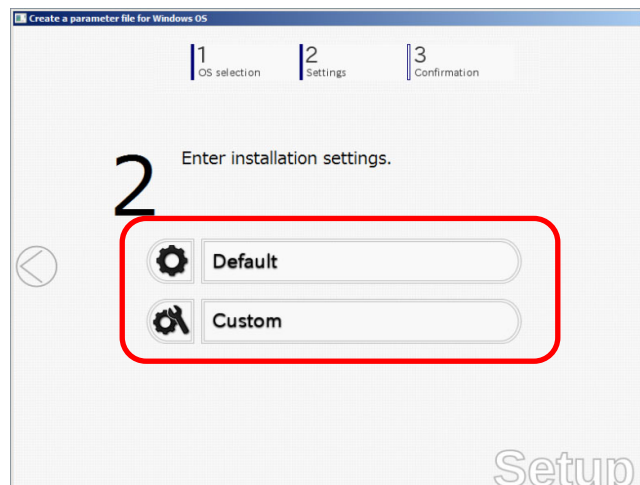 Create a parameter file for Windows OS
1 2 3
OS selection Settings Confirmation
2 Enter installation settings.
Default
Custom
Setup